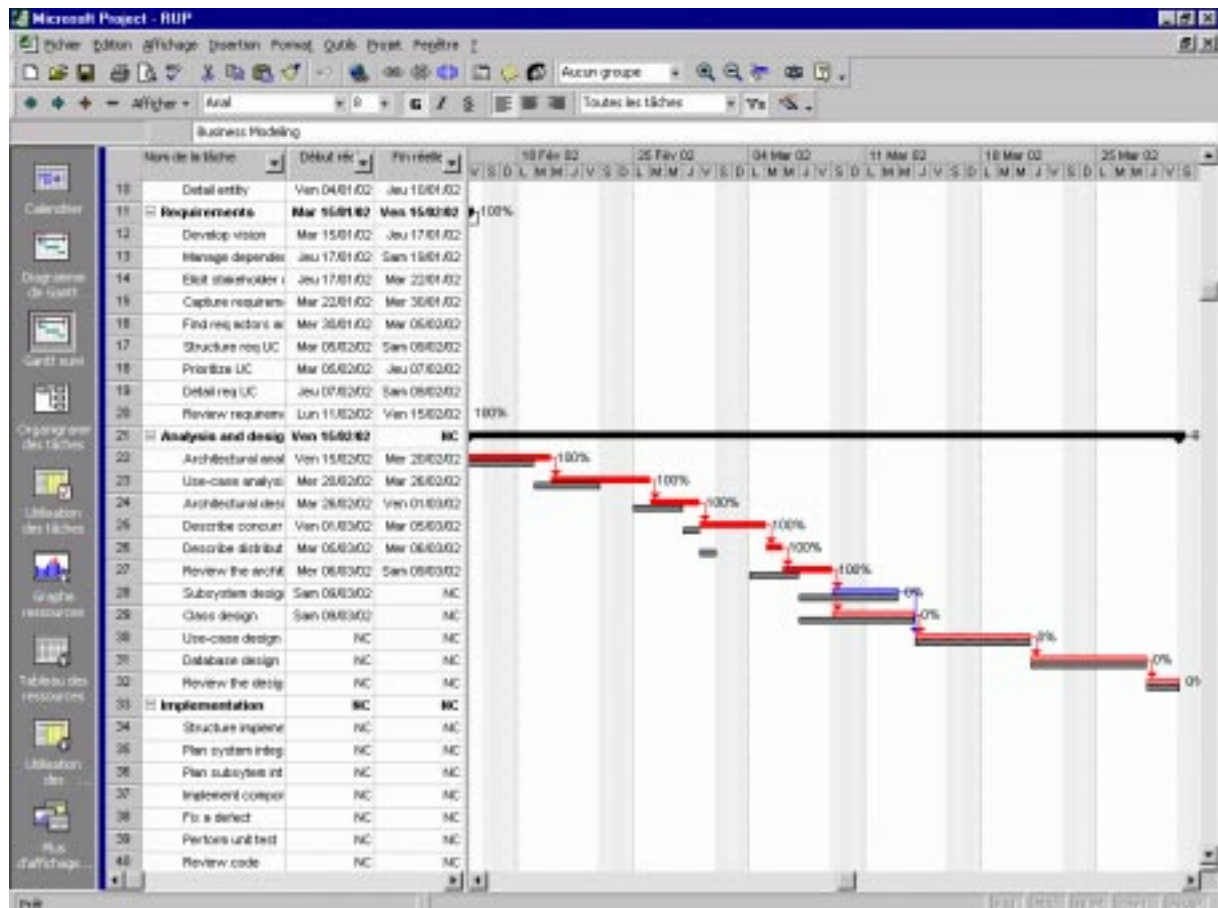 Microsoft Project - RUP
Fichier Edition Affichage Insertion Format Outils Projet Fenêtre ?
Aucun groupe
Afficher Arial 8 G I S Toutes les tâches
Business Modeling
Nom de la tâche Début rée Fin réelle 18 Fév 02 25 Fév 02 04 Mar 02 11 Mar 02 18 Mar 02 25 Mar 02
V S D L M M J V S D L M M J V S D L M M J V S D L M M J V S D L M M J V S D L M M J V S
10 Detail entity Ven 04/01/02 Jeu 10/01/02
11 Requirements Mar 15/01/02 Ven 15/02/02 100%
12 Develop vision Mar 15/01/02 Jeu 17/01/02
13 Manage depende Jeu 17/01/02 Sam 19/01/02
14 Elicit stakeholder Jeu 17/01/02 Mar 22/01/02
15 Capture requirem Mar 22/01/02 Mer 30/01/02
16 Find req actors Mer 30/01/02 Mar 05/02/02
17 Structure req UC Mar 05/02/02 Sam 09/02/02
18 Prioritize UC Mar 05/02/02 Jeu 07/02/02
19 Detail req UC Jeu 07/02/02 Sam 09/02/02
20 Review requirem Lun 11/02/02 Ven 15/02/02 100%
21 Analysis and desig Ven 15/02/02 NC
22 Architectural anal Ven 15/02/02 Mer 20/02/02 100%
23 Use-case analysi Mer 20/02/02 Mar 26/02/02 100%
24 Architectural desi Mar 26/02/02 Ven 01/03/02 100%
25 Describe concurr Ven 01/03/02 Mar 05/03/02 100%
26 Describe distribut Mar 05/03/02 Mer 06/03/02 100%
27 Review the archit Mer 06/03/02 Sam 09/03/02 100%
28 Subsystem desig Sam 09/03/02 NC 0%
29 Class design Sam 09/03/02 NC 0%
30 Use-case design NC NC 0%
31 Database design NC NC 0%
32 Review the desig NC NC
33 Implementation NC NC
34 Structure impleme NC NC
35 Plan system integ NC NC
36 Plan subsytem int NC NC
37 Implement compor NC NC
38 Fix a defect NC NC
39 Perform unit test NC NC
40 Review code NC NC
Calendrier
Diagramme de Gantt
Gantt suivi
Organigramm des tâches
Utilisation des tâches
Graphe ressources
Tableau des ressources
Utilisation des ...
Plus d'affichage...
Prêt